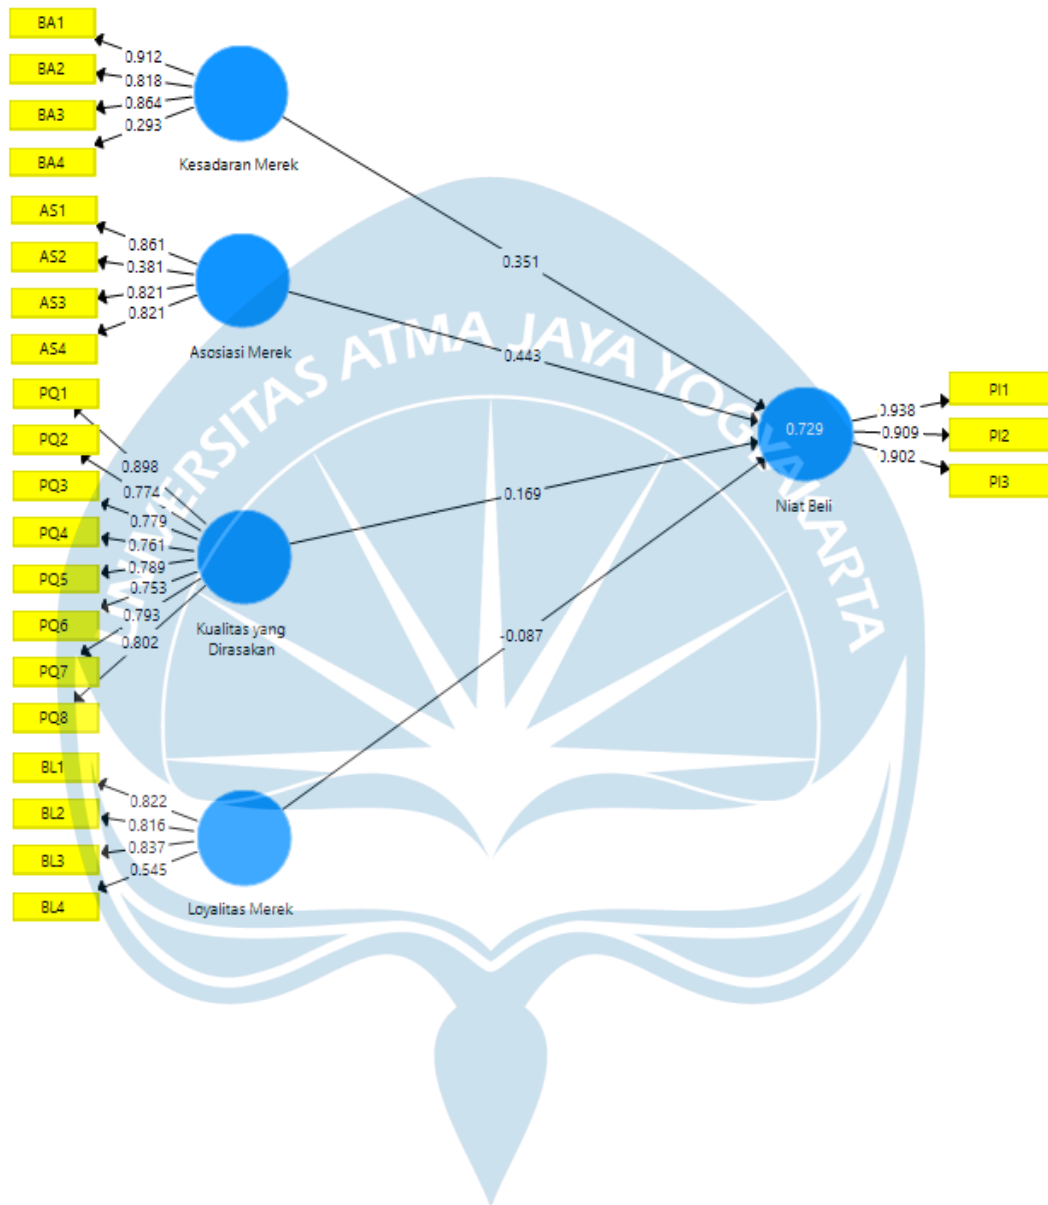 BA1
BA2
BA3
BA4
0.912
0.818
0.864
0.293
Kesadaran Merek
AS1
AS2
AS3
AS4
0.861
0.381
0.821
0.821
Asosiasi Merek
PQ1
PQ2
PQ3
PQ4
PQ5
PQ6
PQ7
PQ8
0.898
0.774
0.779
0.761
0.789
0.753
0.793
0.802
Kualitas yang
Dirasakan
BL1
BL2
BL3
BL4
0.822
0.816
0.837
0.545
Loyalitas Merek
0.351
0.443
0.169
-0.087
0.729
Niat Beli
0.938
0.909
0.902
PI1
PI2
PI3
UNIVERSITAS ATMA JAYA YOGYAKARTA